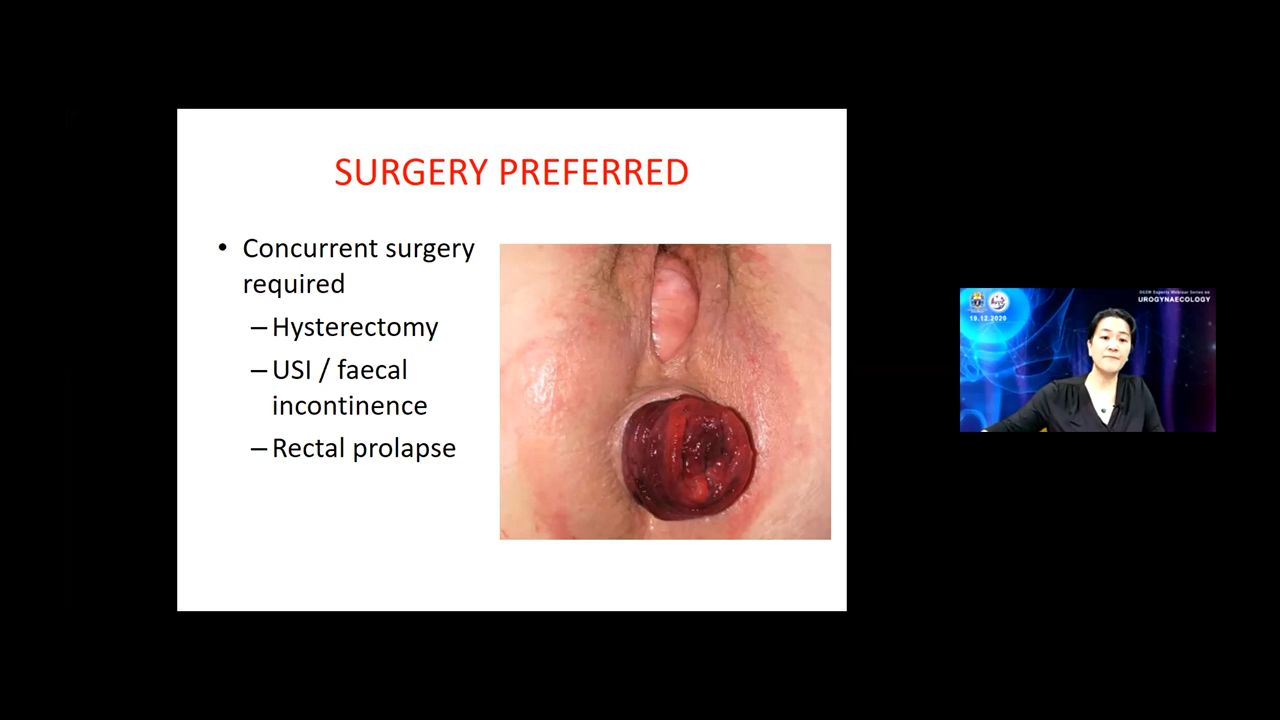 SURGERY PREFERRED
• Concurrent surgery
required
– Hysterectomy
– USI / faecal
incontinence
– Rectal prolapse
UROGYNAECOLOGY
19.12.2020